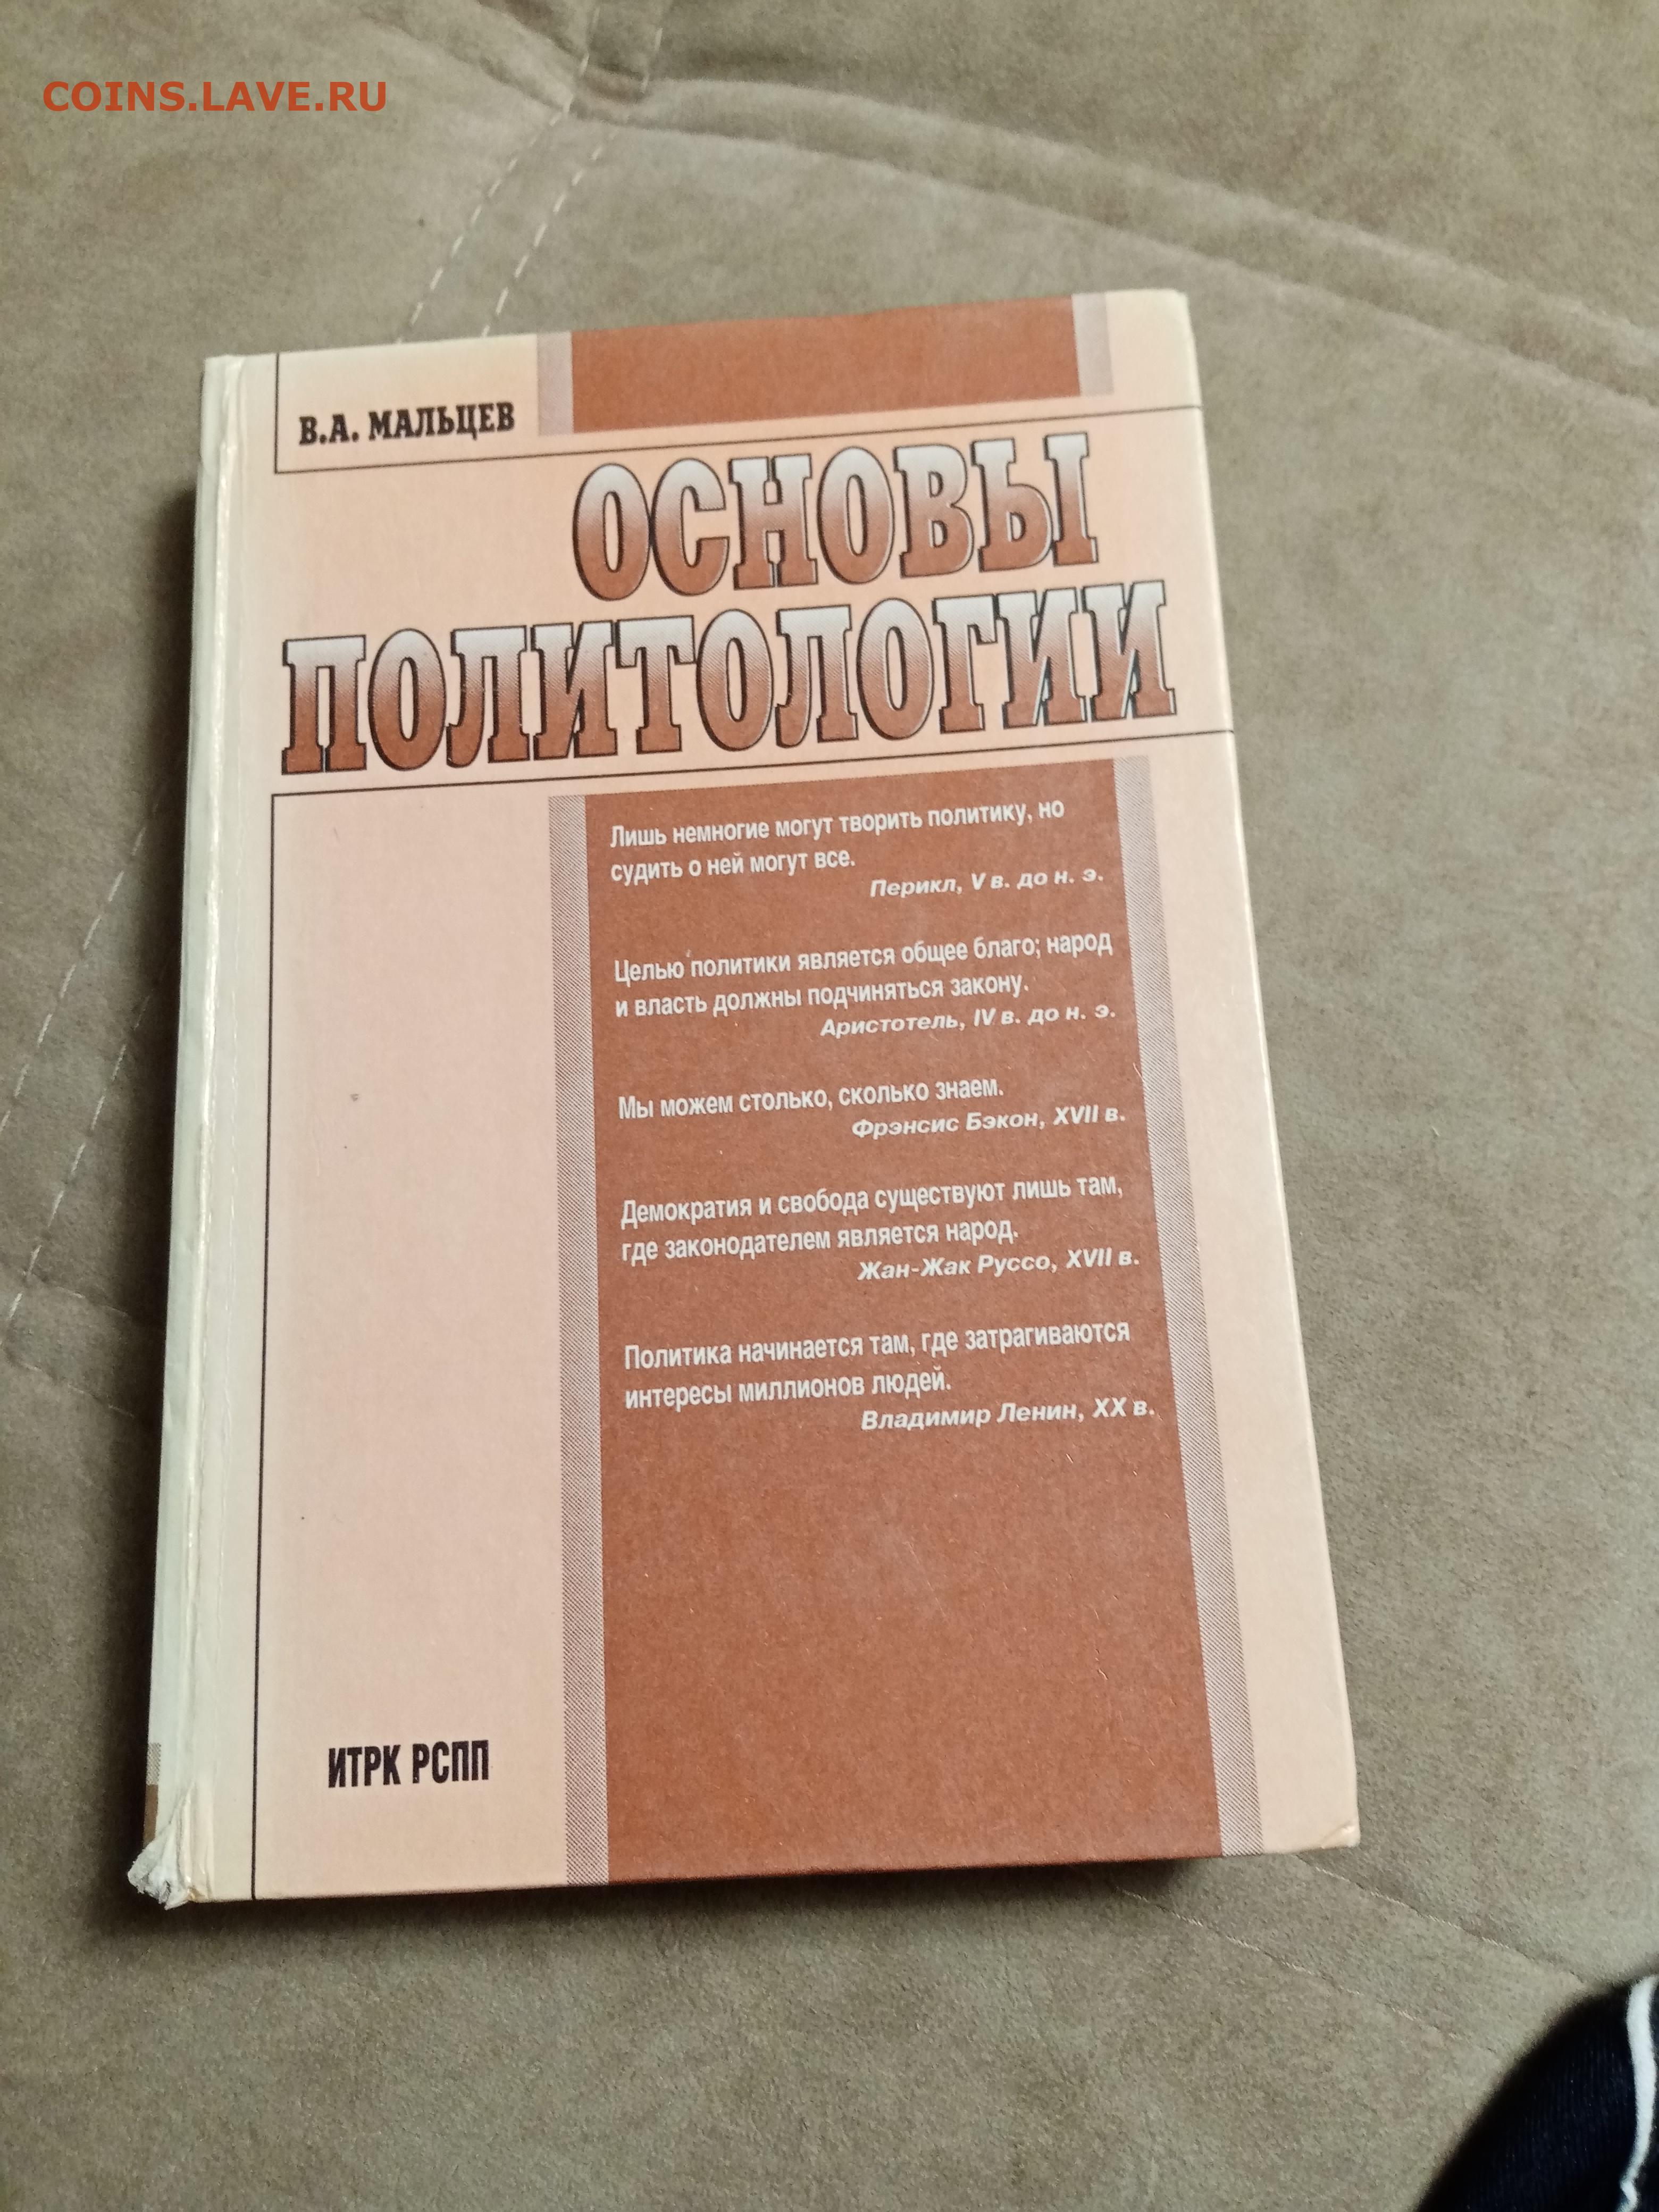 COINS.LAVE.RU
В.А. МАЛЬЦЕВ
ОСНОВЫ
ПОЛИТОЛОГИИ
Лишь немногие могут творить политику, но
судить о ней могут все.
Перикл, V в. до н. э.
Целью политики является общее благо; народ
и власть должны подчиняться закону.
Аристотель, IV в. до н. э.
Мы можем столько, сколько знаем.
Фрэнсис Бэкон, XVII в.
Демократия и свобода существуют лишь там,
где законодателем является народ.
Жан-Жак Руссо, XVII в.
Политика начинается там, где затрагиваются
интересы миллионов людей.
Владимир Ленин, XX в.
ИТРК РСПП